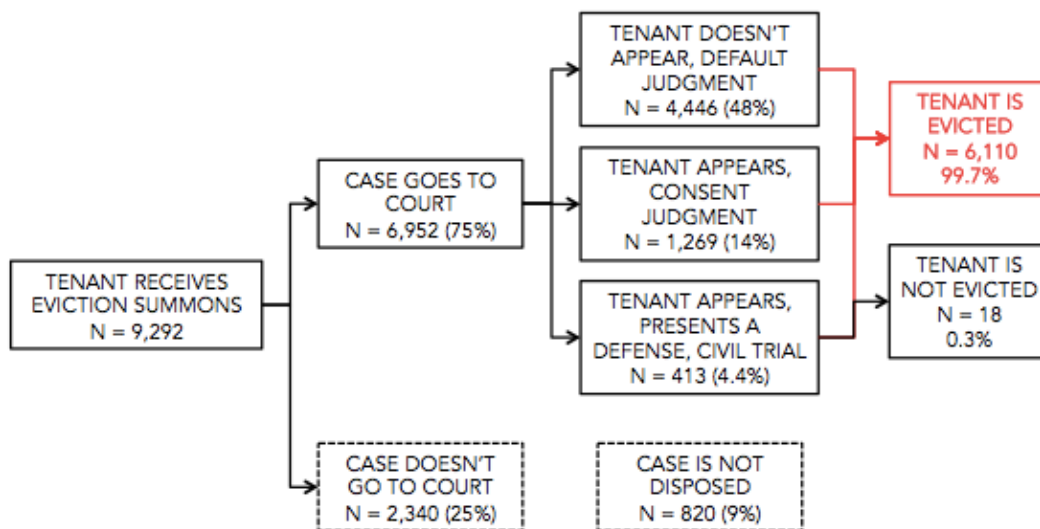 TENANT RECEIVES
EVICTION SUMMONS
N = 9,292
CASE GOES TO
COURT
N = 6,952 (75%)
CASE DOESN'T
GO TO COURT
N = 2,340 (25%)
TENANT DOESN'T
APPEAR, DEFAULT
JUDGMENT
N = 4,446 (48%)
TENANT APPEARS,
CONSENT
JUDGMENT
N = 1,269 (14%)
TENANT APPEARS,
PRESENTS A
DEFENSE, CIVIL TRIAL
N = 413 (4.4%)
CASE IS NOT
DISPOSED
N = 820 (9%)
TENANT IS
EVICTED
N = 6,110
99.7%
TENANT IS
NOT EVICTED
N = 18
0.3%